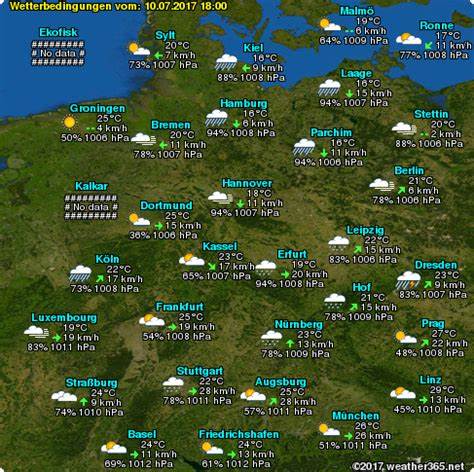 Wetterbedingungen vom: 10.07.2017 18:00
Malmö
19°C
6 km/h
64% 1009 hPa
Ronne
17°C
11 km/h
77% 1008 hPa
Ekofisk
########
# No data #
########
Sylt
20°C
7 km/h
73% 1007 hPa
Kiel
16°C
9 km/h
88% 1008 hPa
Laage
16°C
15 km/h
94% 1007 hPa
Groningen
25°C
4 km/h
50% 1006 hPa
Hamburg
16°C
6 km/h
94% 1008 hPa
Stettin
20°C
2 km/h
88% 1006 hPa
Bremen
20°C
11 km/h
78% 1007 hPa
Parchim
16°C
11 km/h
94% 1006 hPa
Berlin
21°C
6 km/h
78% 1006 hPa
Kalkar
########
# No data #
########
Hannover
18°C
11 km/h
94% 1007 hPa
Dortmund
25°C
15 km/h
36% 1006 hPa
Leipzig
22°C
15 km/h
83% 1006 hPa
Kassel
23°C
17 km/h
65% 1007 hPa
Köln
22°C
17 km/h
73% 1008 hPa
Erfurt
19°C
20 km/h
94% 1008 hPa
Dresden
23°C
9 km/h
83% 1007 hPa
Hof
21°C
15 km/h
78% 1009 hPa
Luxembourg
19°C
19 km/h
83% 1011 hPa
Frankfurt
25°C
19 km/h
54% 1008 hPa
Nürnberg
23°C
13 km/h
78% 1009 hPa
Prag
27°C
22 km/h
48% 1008 hPa
Straßburg
24°C
9 km/h
74% 1010 hPa
Stuttgart
22°C
28 km/h
78% 1011 hPa
Augsburg
25°C
28 km/h
57% 1011 hPa
Linz
29°C
13 km/h
45% 1010 hPa
Basel
24°C
11 km/h
69% 1012 hPa
Friedrichshafen
24°C
13 km/h
61% 1012 hPa
München
26°C
28 km/h
51% 1011 hPa
©2017, weather365.net